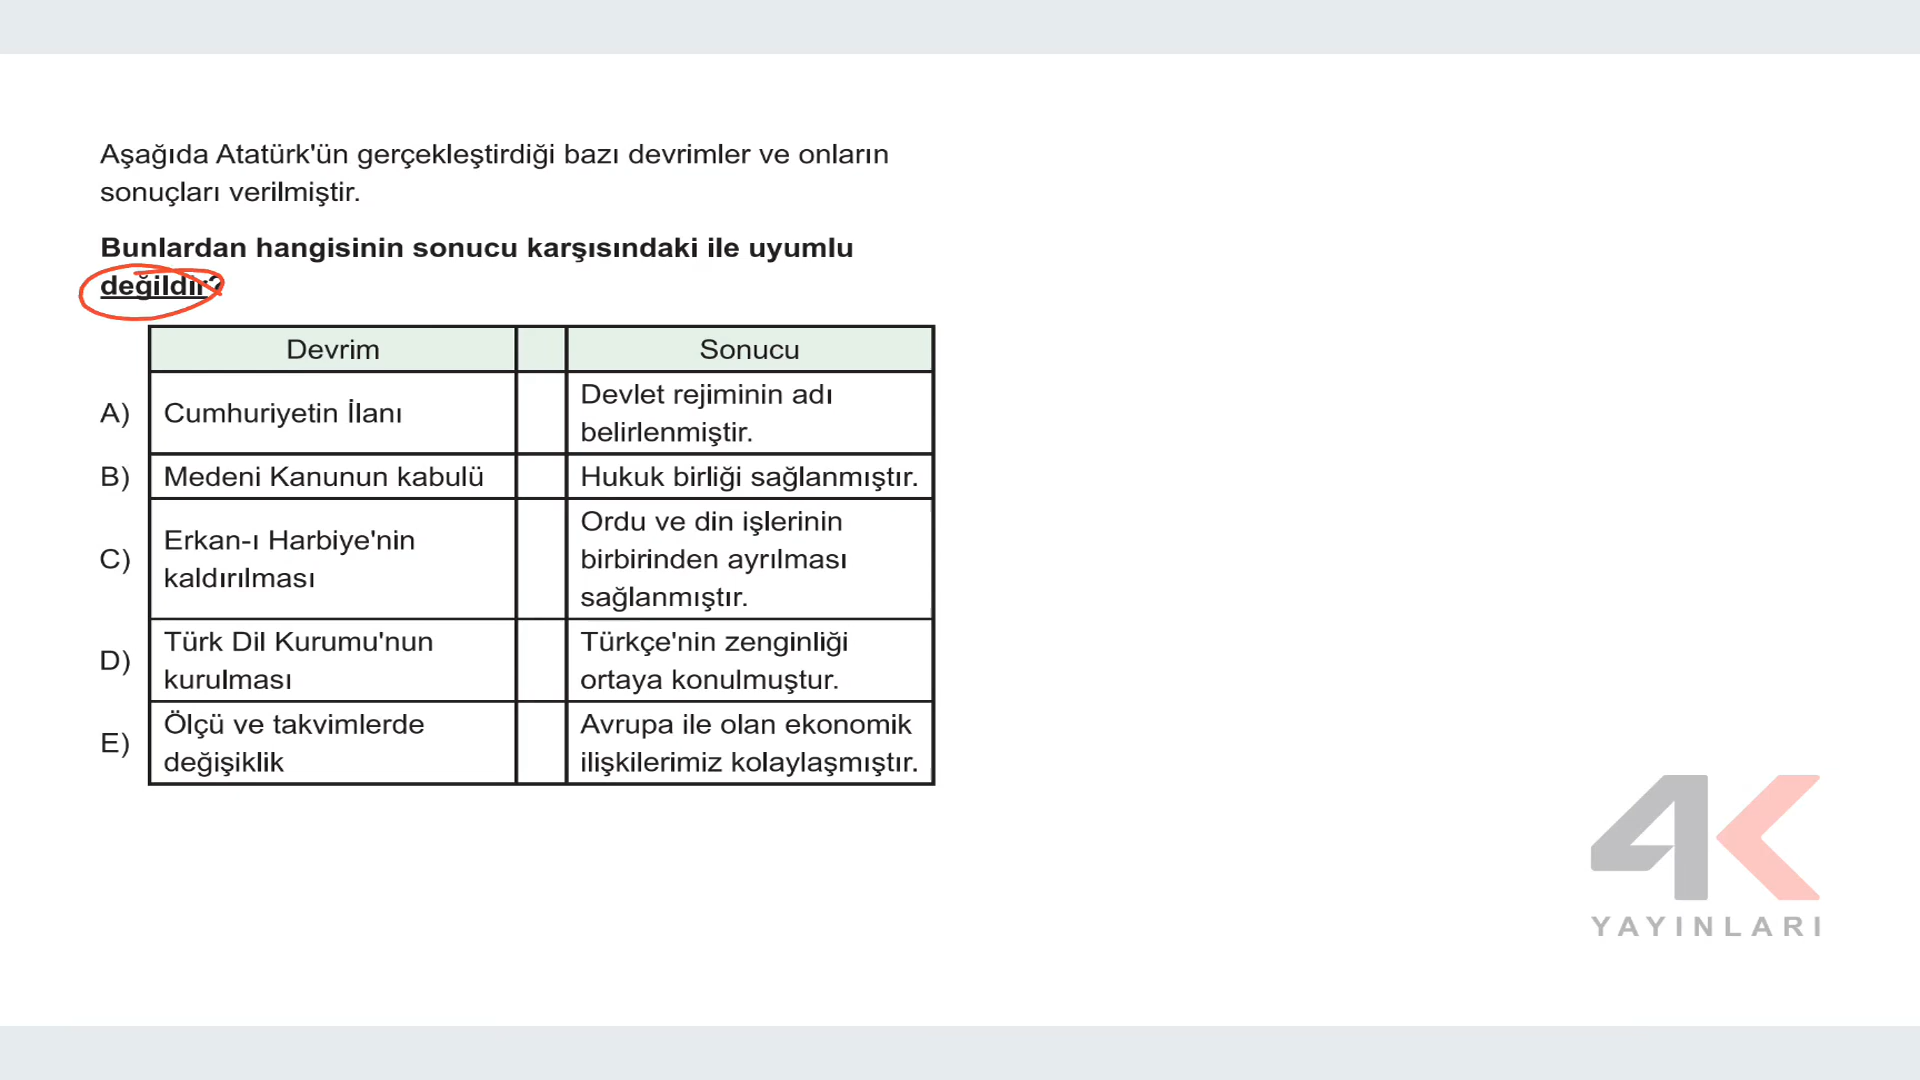 Aşağıda Atatürk'ün gerçekleştirdiği bazı devrimler ve onların
sonuçları verilmiştir.
Bunlardan hangisinin sonucu karşısındaki ile uyumlu
değildir?
Devrim Sonucu
A) Cumhuriyetin İlanı Devlet rejiminin adı
belirlenmiştir.
B) Medeni Kanunun kabulü Hukuk birliği sağlanmıştır.
C) Erkan-ı Harbiye'nin
kaldırılması Ordu ve din işlerinin
birbirinden ayrılması
sağlanmıştır.
D) Türk Dil Kurumu'nun
kurulması Türkçe'nin zenginliği
ortaya konulmuştur.
E) Ölçü ve takvimlerde
değişiklik Avrupa ile olan ekonomik
ilişkilerimiz kolaylaşmıştır.
4K
YAYINLARI